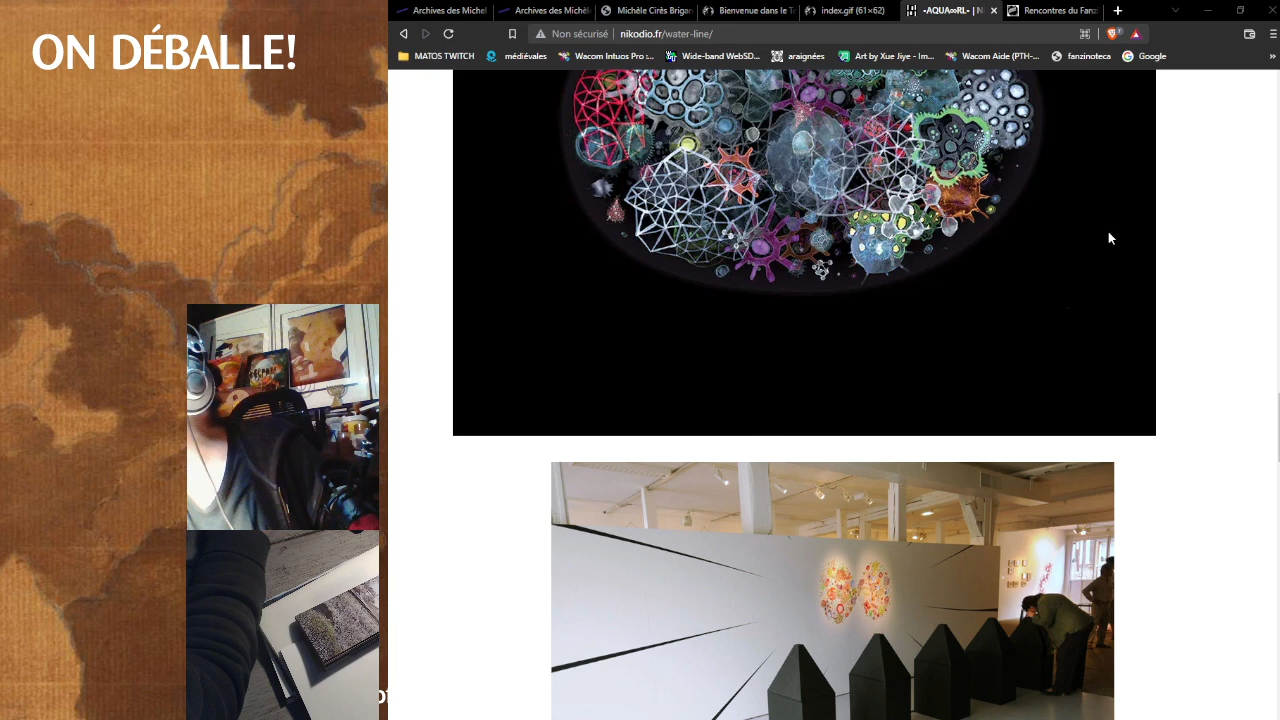 ON DÉBALLE!
Archives des Michel
Archives des Michèle
Michèle Cirès Brigan
Bienvenue dans le T
index.gif (61×62)
-AQUA∞RL- | N
Rencontres du Fanz
Non sécurisé
nikodio.fr/water-line/
MATOS TWITCH
médiévales
Wacom Intuos Pro :...
Wide-band WebSD...
araignées
Art by Xue Jiye - Im...
Wacom Aide (PTH-...
fanzinoteca
Google
»